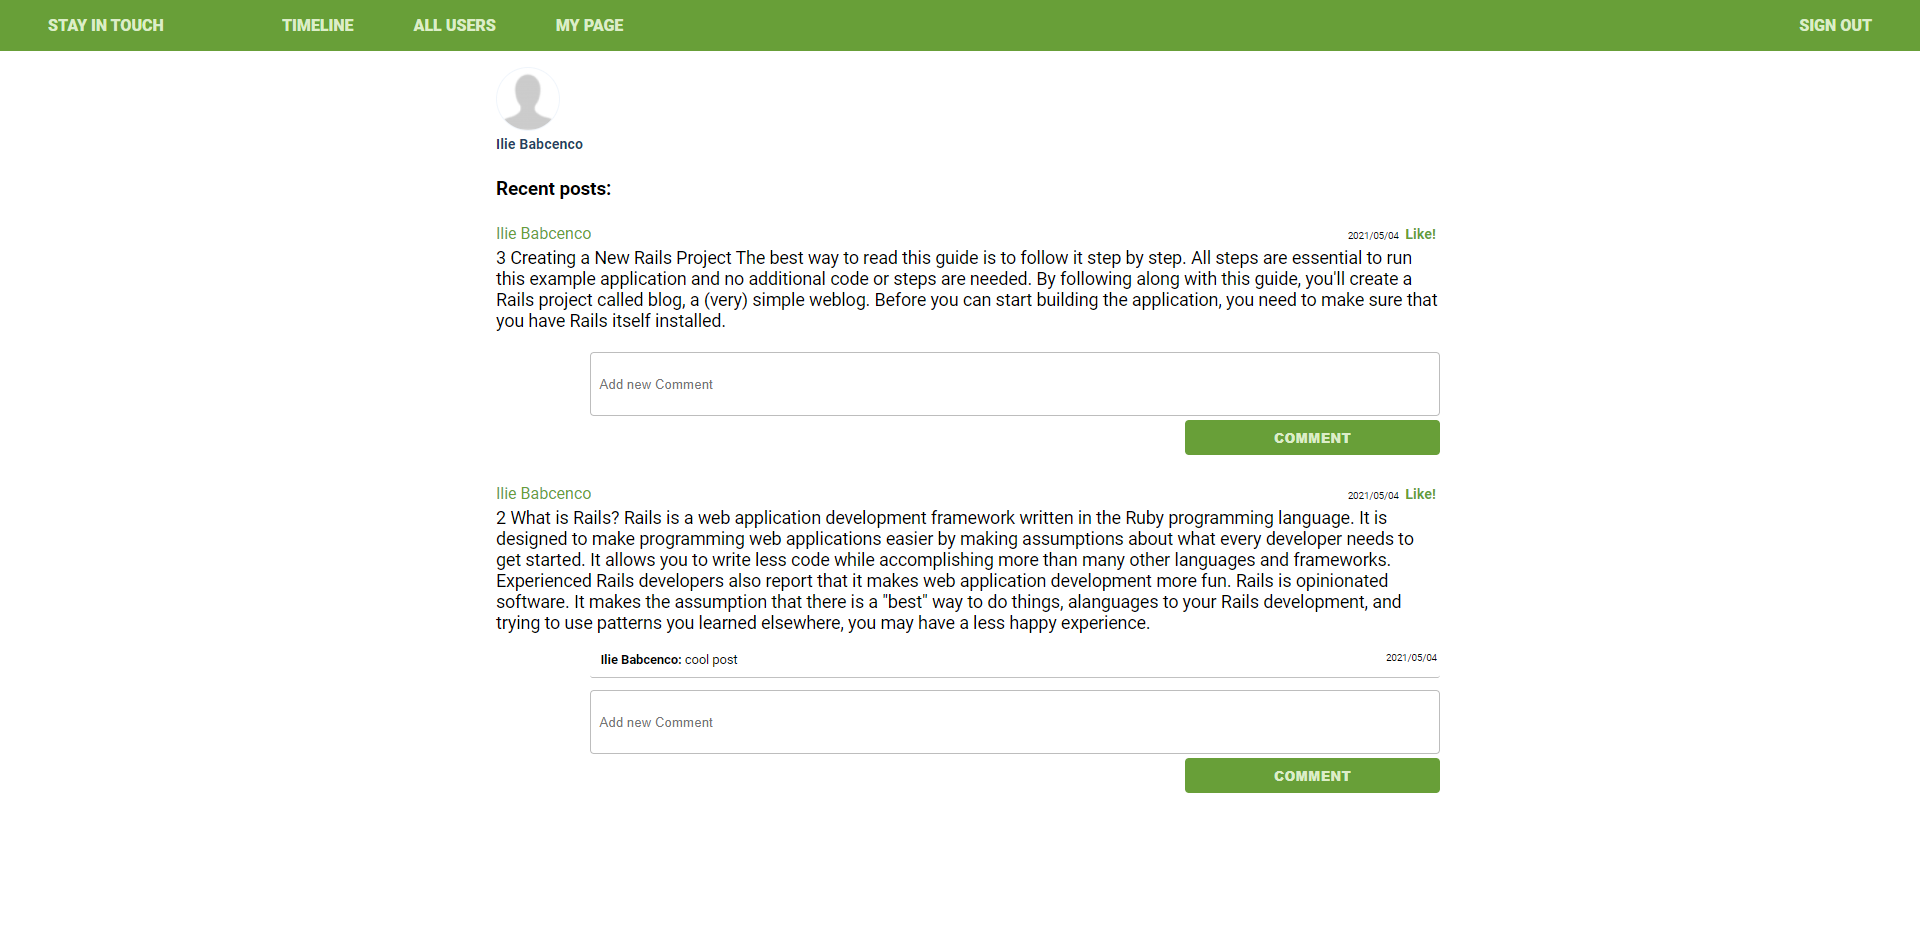 STAY IN TOUCH TIMELINE ALL USERS MY PAGE SIGN OUT
Ilie Babcenco
Recent posts:
Ilie Babcenco 2021/05/04 Like!
3 Creating a New Rails Project The best way to read this guide is to follow it step by step. All steps are essential to run
this example application and no additional code or steps are needed. By following along with this guide, you'll create a
Rails project called blog, a (very) simple weblog. Before you can start building the application, you need to make sure that
you have Rails itself installed.
Add new Comment
COMMENT
Ilie Babcenco 2021/05/04 Like!
2 What is Rails? Rails is a web application development framework written in the Ruby programming language. It is
designed to make programming web applications easier by making assumptions about what every developer needs to
get started. It allows you to write less code while accomplishing more than many other languages and frameworks.
Experienced Rails developers also report that it makes web application development more fun. Rails is opinionated
software. It makes the assumption that there is a "best" way to do things, alanguages to your Rails development, and
trying to use patterns you learned elsewhere, you may have a less happy experience.
Ilie Babcenco: cool post 2021/05/04
Add new Comment
COMMENT